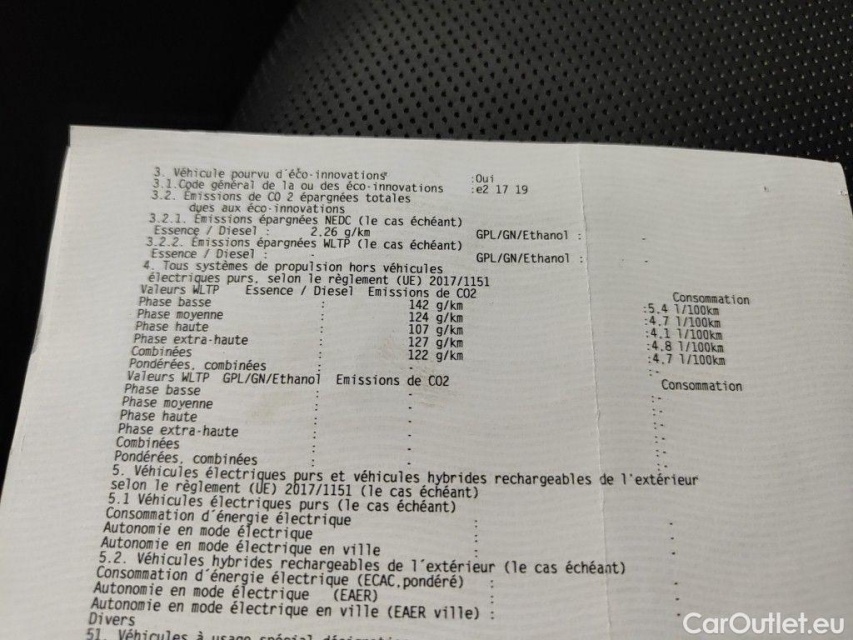 3. Véhicule pourvu d'éco-innovations :Oui
3.1.Code général de la ou des éco-innovations :e2 17 19
3.2. Émissions de CO 2 épargnées totales
dues aux éco-innovations
3.2.1. Émissions épargnées NEDC (le cas échéant)
Essence / Diesel : 2.26 g/km GPL/GN/Ethanol : -
3.2.2. Émissions épargnées WLTP (le cas échéant)
Essence / Diesel : - GPL/GN/Ethanol : -
4. Tous systèmes de propulsion hors véhicules
électriques purs, selon le règlement (UE) 2017/1151
Valeurs WLTP Essence / Diesel Emissions de CO2 Consommation
Phase basse : 142 g/km :5.4 l/100km
Phase moyenne : 124 g/km :4.7 l/100km
Phase haute : 107 g/km :4.1 l/100km
Phase extra-haute : 127 g/km :4.8 l/100km
Combinées : 122 g/km :4.7 l/100km
Pondérées, combinées : - :-
Valeurs WLTP GPL/GN/Ethanol Emissions de CO2 Consommation
Phase basse : - :-
Phase moyenne : - :-
Phase haute : - :-
Phase extra-haute : - :-
Combinées : - :-
Pondérées, combinées : - :-
5. Véhicules électriques purs et véhicules hybrides rechargeables de l'extérieur
selon le règlement (UE) 2017/1151 (le cas échéant)
5.1 Véhicules électriques purs (le cas échéant)
Consommation d'énergie électrique : -
Autonomie en mode électrique : -
Autonomie en mode électrique en ville : -
5.2. Véhicules hybrides rechargeables de l'extérieur (le cas échéant)
Consommation d'énergie électrique (ECAC,pondéré) : -
Autonomie en mode électrique (EAER) : -
Autonomie en mode électrique en ville (EAER ville) : -
Divers
51. Véhicules à usage spécial
CarOutlet.eu